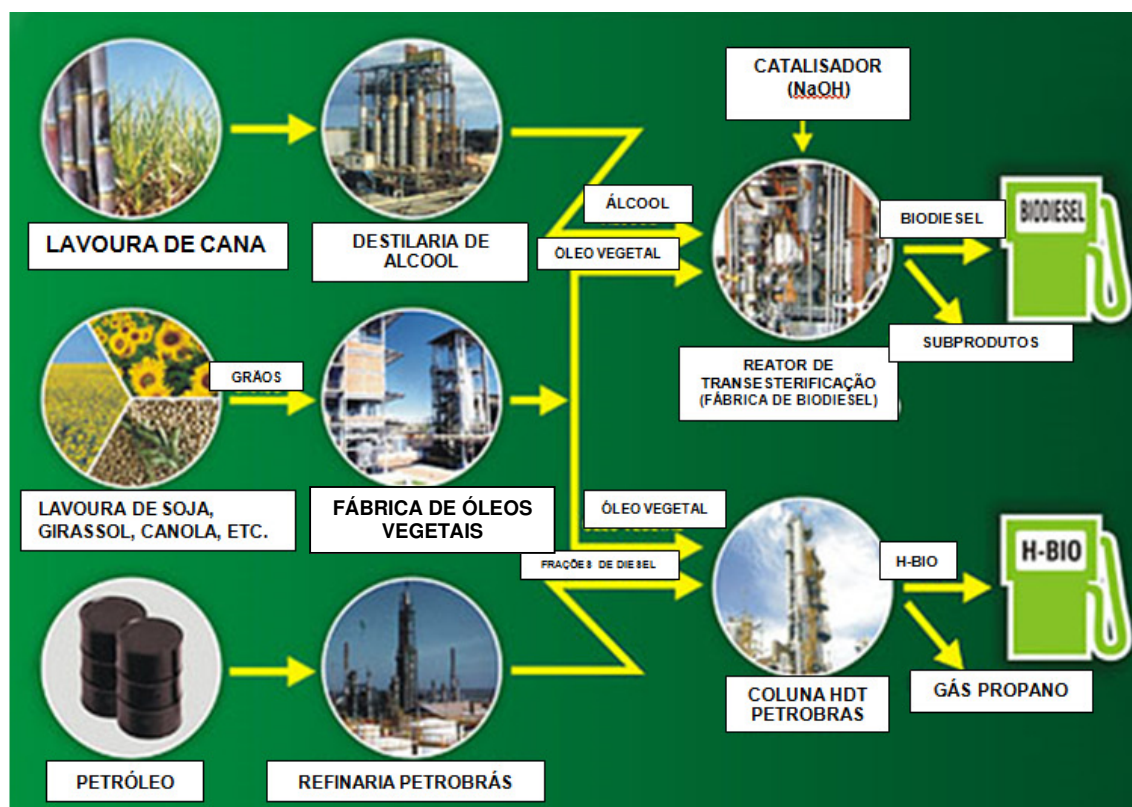 CATALISADOR
(NaOH)
LAVOURA DE CANA
DESTILARIA DE
ALCOOL
ÁLCOOL
ÓLEO VEGETAL
BIODIESEL
BIODIESEL
SUBPRODUTOS
REATOR DE
TRANSESTERIFICAÇÃO
(FÁBRICA DE BIODIESEL)
GRÃOS
LAVOURA DE SOJA,
GIRASSOL, CANOLA, ETC.
FÁBRICA DE ÓLEOS
VEGETAIS
ÓLEO VEGETAL
FRAÇÕES DE DIESEL
H-BIO
H-BIO
COLUNA HDT
PETROBRAS
GÁS PROPANO
PETRÓLEO
REFINARIA PETROBRÁS